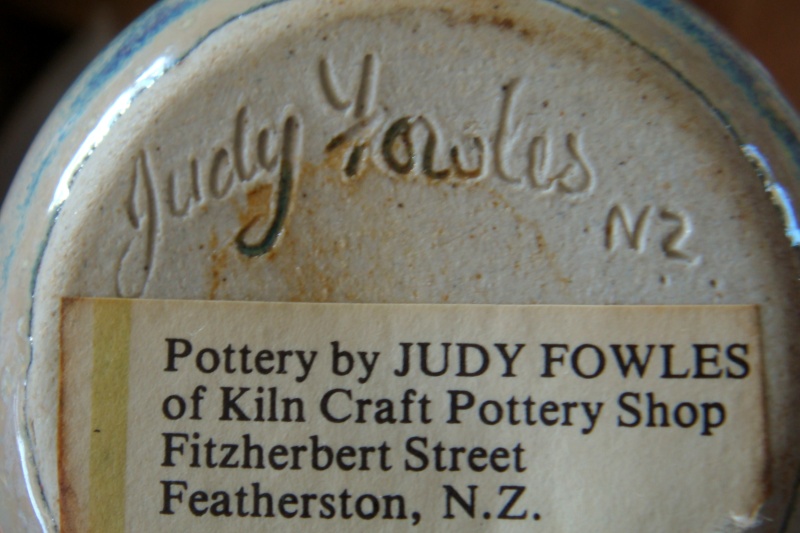 Judy Fowles
NZ.
Pottery by JUDY FOWLES
of Kiln Craft Pottery Shop
Fitzherbert Street
Featherston, N.Z.